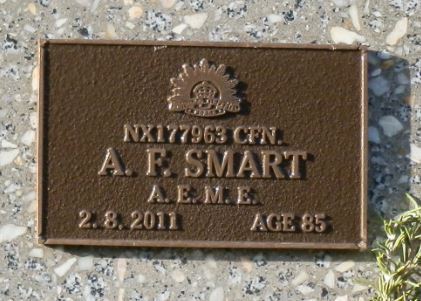 NX177963 CFN.
A. F. SMART
A. E. M. E.
2. 8. 2011 AGE 85